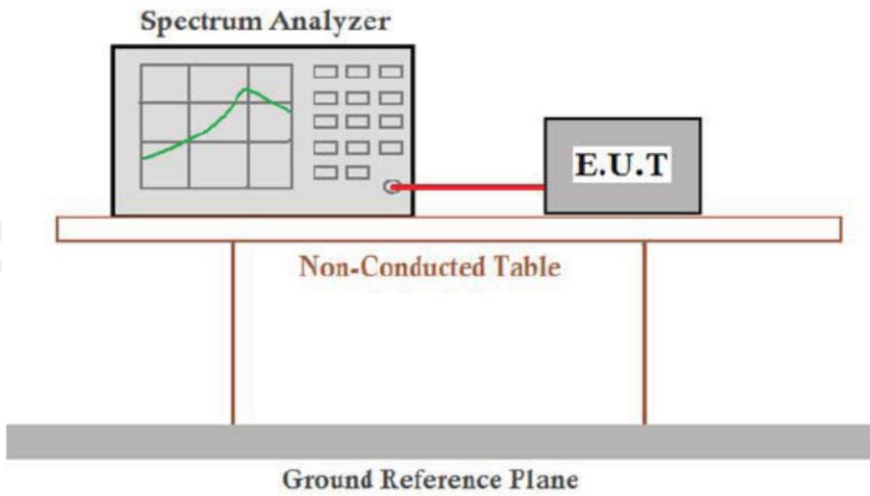 Spectrum Analyzer
E.U.T
Non-Conducted Table
Ground Reference Plane